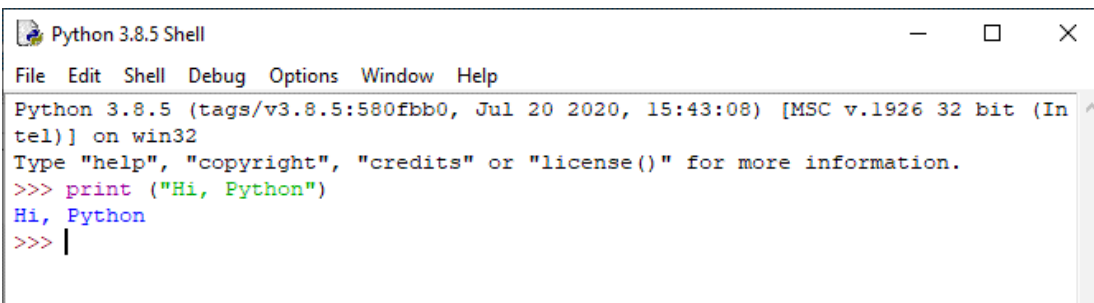 Python 3.8.5 Shell
File Edit Shell Debug Options Window Help
Python 3.8.5 (tags/v3.8.5:580fbb0, Jul 20 2020, 15:43:08) [MSC v.1926 32 bit (In
tel)] on win32
Type "help", "copyright", "credits" or "license()" for more information.
>>> print ("Hi, Python")
Hi, Python
>>>